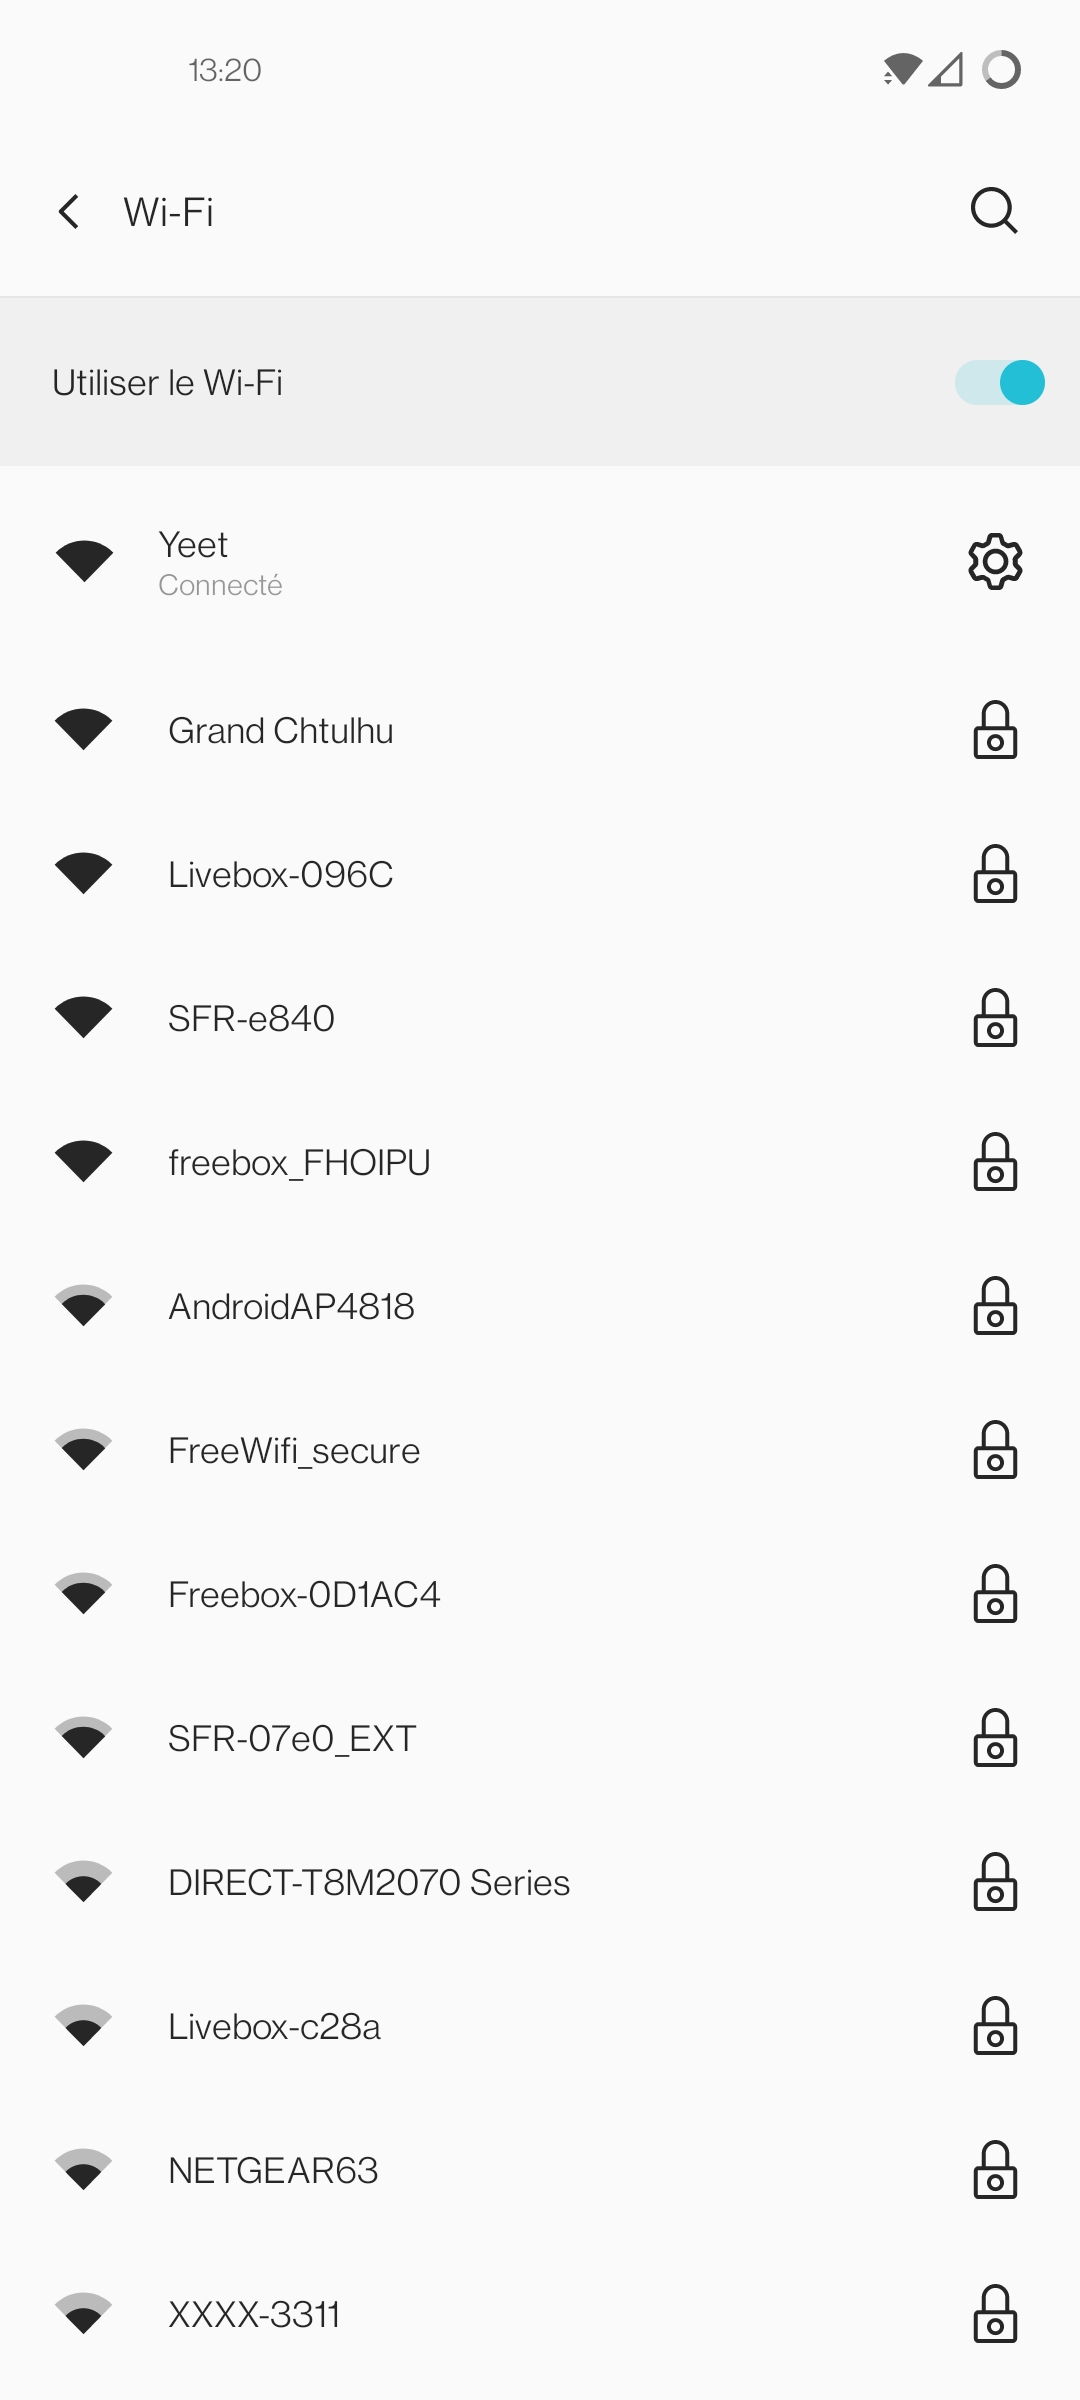 13:20
Wi-Fi
Utiliser le Wi-Fi
Yeet
Connecté
Grand Chtulhu
Livebox-096C
SFR-e840
freebox_FHOIPU
AndroidAP4818
FreeWifi_secure
Freebox-0D1AC4
SFR-07e0_EXT
DIRECT-T8M2070 Series
Livebox-c28a
NETGEAR63
XXXX-3311